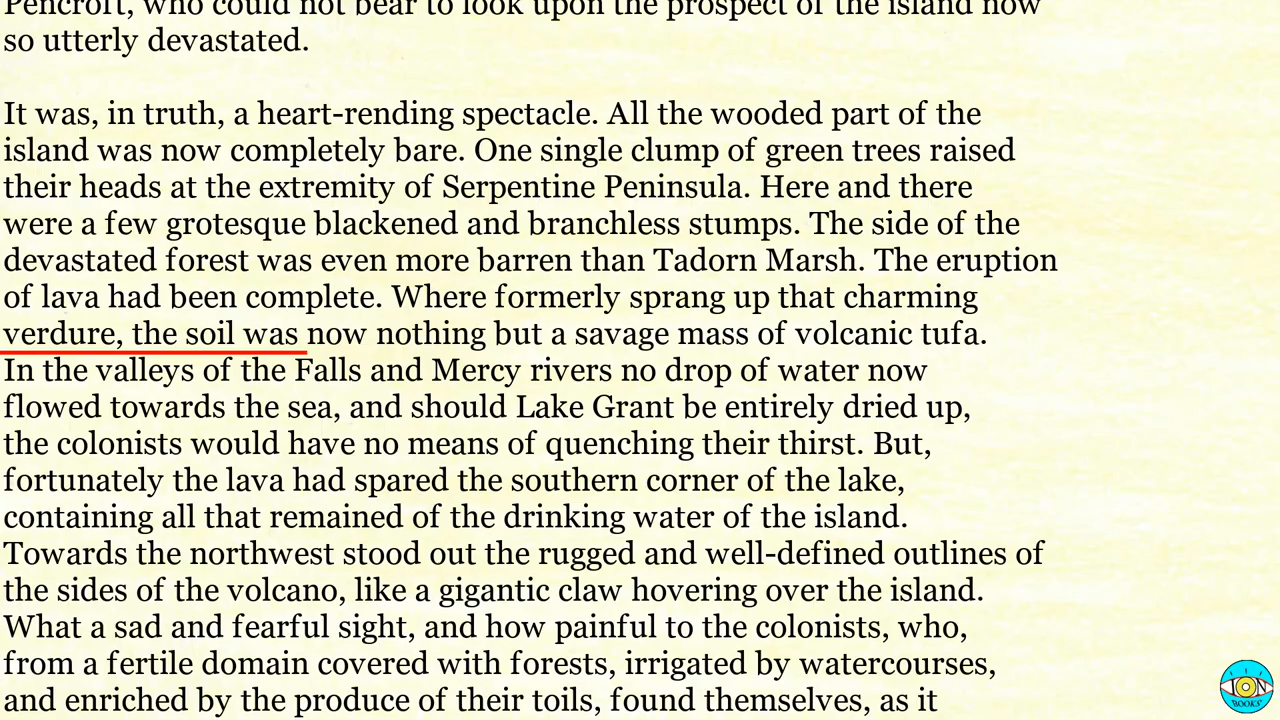 Pencroft, who could not bear to look upon the prospect of the island now
so utterly devastated.
It was, in truth, a heart-rending spectacle. All the wooded part of the
island was now completely bare. One single clump of green trees raised
their heads at the extremity of Serpentine Peninsula. Here and there
were a few grotesque blackened and branchless stumps. The side of the
devastated forest was even more barren than Tadorn Marsh. The eruption
of lava had been complete. Where formerly sprang up that charming
verdure, the soil was now nothing but a savage mass of volcanic tufa.
In the valleys of the Falls and Mercy rivers no drop of water now
flowed towards the sea, and should Lake Grant be entirely dried up,
the colonists would have no means of quenching their thirst. But,
fortunately the lava had spared the southern corner of the lake,
containing all that remained of the drinking water of the island.
Towards the northwest stood out the rugged and well-defined outlines of
the sides of the volcano, like a gigantic claw hovering over the island.
What a sad and fearful sight, and how painful to the colonists, who,
from a fertile domain covered with forests, irrigated by watercourses,
and enriched by the produce of their toils, found themselves, as it
ION
BOOKS